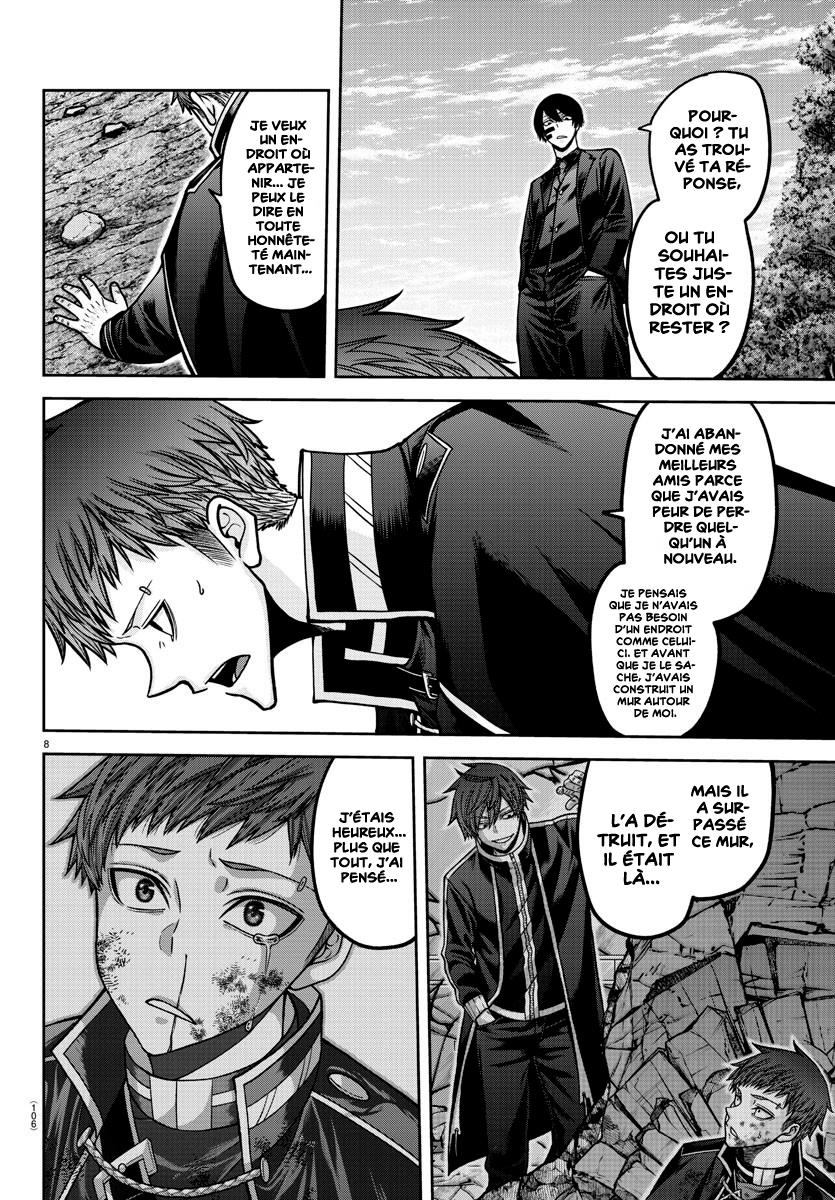 POUR-
QUOI ? TU
AS TROU-
VÉ TA RÉ-
PONSE,
OU TU
SOUHAI-
TES JUS-
TE UN EN-
DROIT OÙ
RESTER ?
JE VEUX
UN EN-
DROIT OÙ
APPARTE-
NIR... JE
PEUX LE
DIRE EN
TOUTE
HONNÊTE-
TÉ MAIN-
TENANT...
J'AI ABAN-
DONNÉ MES
MEILLEURS
AMIS PARCE
QUE J'AVAIS
PEUR DE PER-
DRE QUEL-
QU'UN À
NOUVEAU.
JE PENSAIS
QUE JE N'AVAIS
PAS BESOIN
D'UN ENDROIT
COMME CELUI-
CI. ET AVANT
QUE JE LE SA-
CHE, J'AVAIS
CONSTRUIT UN
MUR AUTOUR
DE MOI.
8
MAIS IL
A SUR-
PASSÉ
CE MUR,
L'A DÉ-
TRUIT, ET
IL ÉTAIT
LÀ...
J'ÉTAIS
HEUREUX...
PLUS QUE
TOUT, J'AI
PENSÉ...
(106)